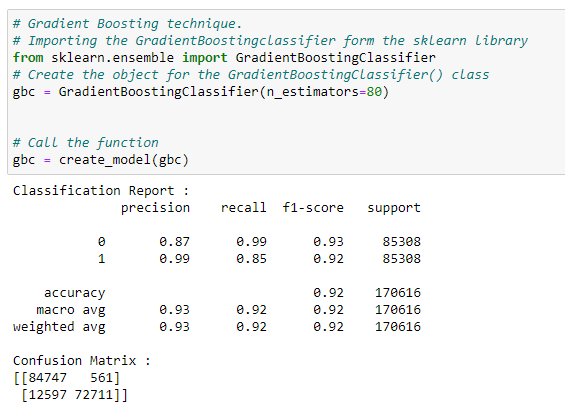 # Gradient Boosting technique.
# Importing the GradientBoostingclassifier form the sklearn library
from sklearn.ensemble import GradientBoostingClassifier
# Create the object for the GradientBoostingClassifier() class
gbc = GradientBoostingClassifier(n_estimators=80)
# Call the function
gbc = create_model(gbc)
Classification Report :
precision recall f1-score support
0 0.87 0.99 0.93 85308
1 0.99 0.85 0.92 85308
accuracy 0.92 170616
macro avg 0.93 0.92 0.92 170616
weighted avg 0.93 0.92 0.92 170616
Confusion Matrix :
[[84747 561]
[12597 72711]]